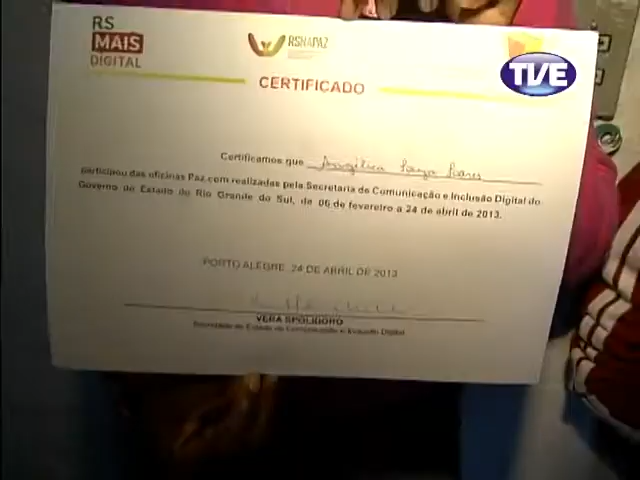 RS
MAIS
DIGITAL
RSNAPAZ
TVE
CERTIFICADO
Certificamos que Angélica
participou das oficinas Paz.com realizadas pela Secretaria de Comunicação e Inclusão Digital do
Governo do Estado do Rio Grande do Sul, de 06 de fevereiro a 24 de abril de 2013.
PORTO ALEGRE, 24 DE ABRIL DE 2013
VERA SPOLIDORO
Secretária de Estado de Comunicação e Inclusão Digital